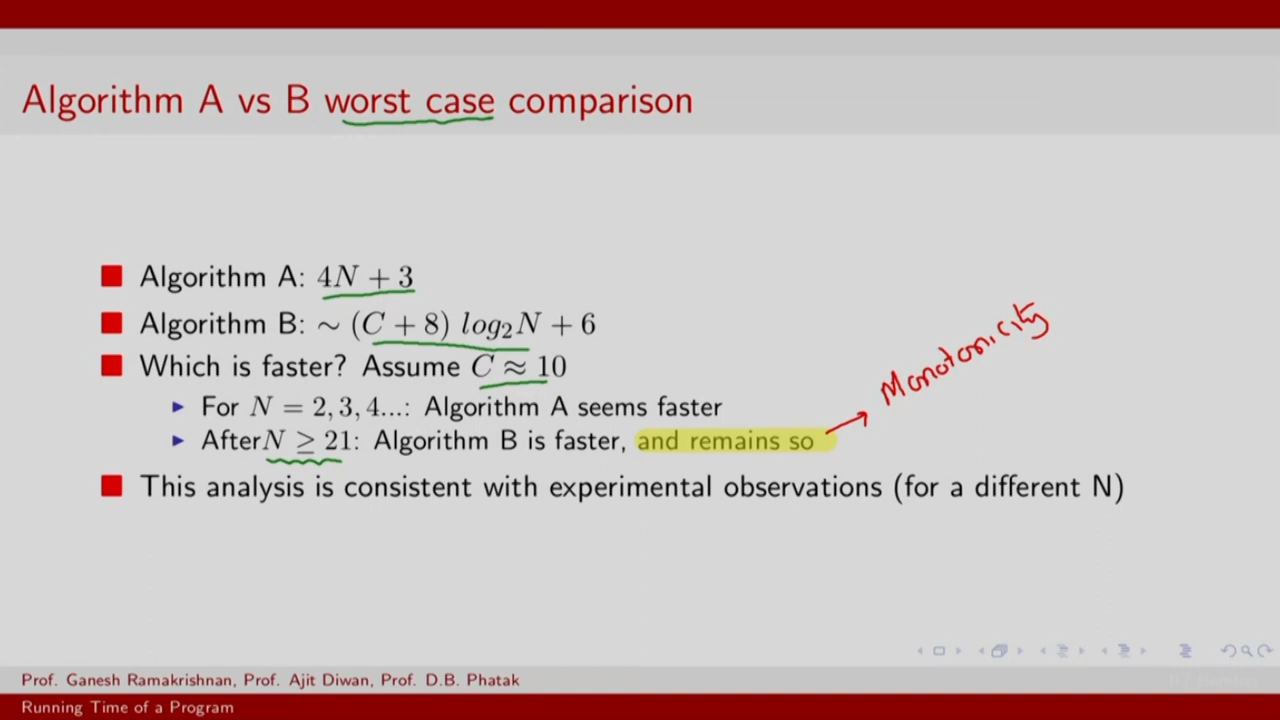 Algorithm A vs B worst case comparison
Algorithm A: 4N + 3
Algorithm B: ∼ (C + 8) log₂N + 6
Which is faster? Assume C ≈ 10
For N = 2, 3, 4...: Algorithm A seems faster
AfterN ≥ 21: Algorithm B is faster, and remains so
Monotonicity
This analysis is consistent with experimental observations (for a different N)
Prof. Ganesh Ramakrishnan, Prof. Ajit Diwan, Prof. D.B. Phatak
Running Time of a Program